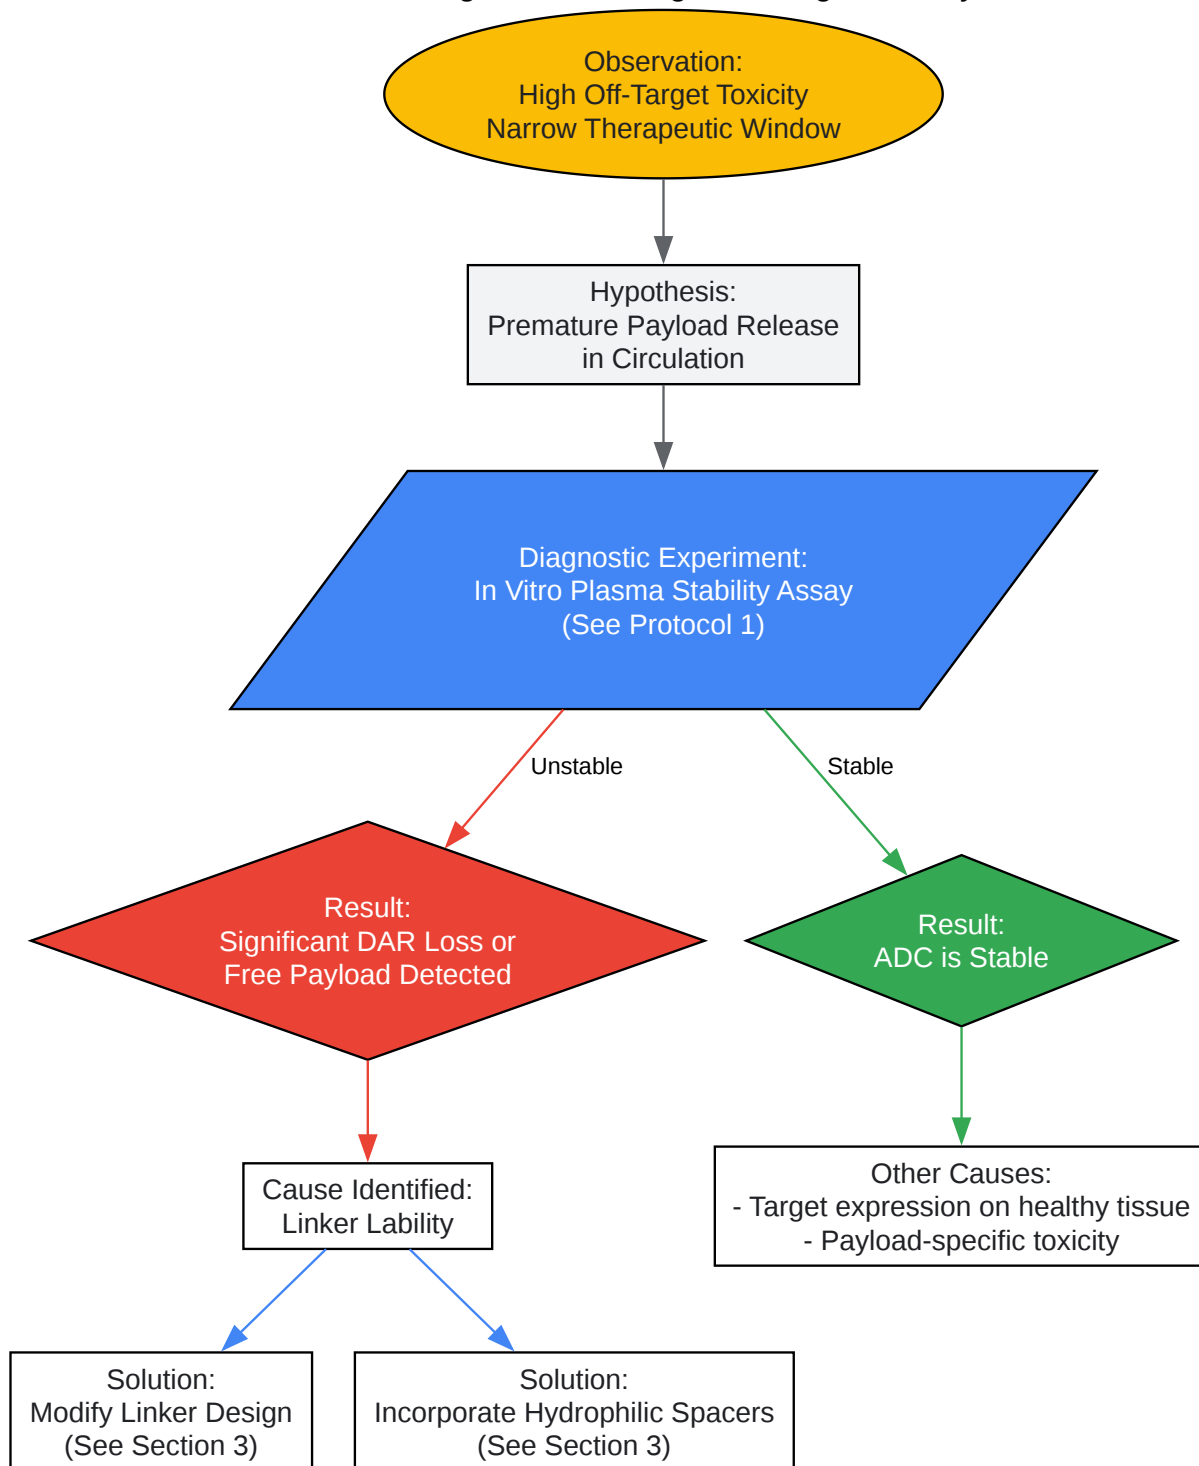 Observation:
High Off-Target Toxicity
Narrow Therapeutic Window
Hypothesis:
Premature Payload Release
in Circulation
Diagnostic Experiment:
In Vitro Plasma Stability Assay
(See Protocol 1)
Unstable
Stable
Result:
Significant DAR Loss or
Free Payload Detected
Result:
ADC is Stable
Cause Identified:
Linker Lability
Other Causes:
- Target expression on healthy tissue
- Payload-specific toxicity
Solution:
Modify Linker Design
(See Section 3)
Solution:
Incorporate Hydrophilic Spacers
(See Section 3)